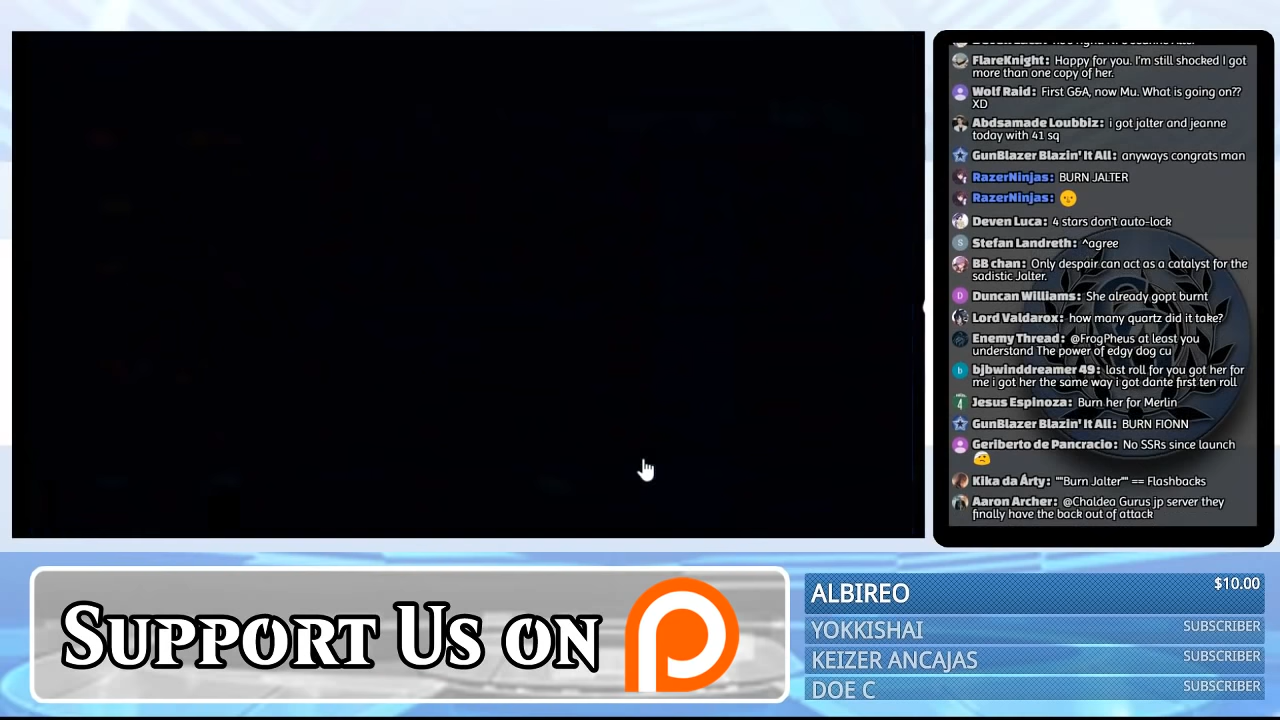 FlareKnight: Happy for you. I'm still shocked I got
more than one copy of her.
Wolf Raid: First G&A, now Mu. What is going on??
XD
Abdsamade Loubbiz: i got jalter and jeanne
today with 41 sq
GunBlazer Blazin' It All: anyways congrats man
RazerNinjas: BURN JALTER
RazerNinjas:
Deven Luca: 4 stars don't auto-lock
S Stefan Landreth: ^agree
BB chan: Only despair can act as a catalyst for the
sadistic Jalter.
D Duncan Williams: She already gopt burnt
Lord Valdarox: how many quartz did it take?
Enemy Thread: @FrogPheus at least you
understand The power of edgy dog cu
b bjbwinddreamer 49: last roll for you got her for
me i got her the same way i got dante first ten roll
4 Jesus Espinoza: Burn her for Merlin
GunBlazer Blazin' It All: BURN FIONN
Geriberto de Pancracio: No SSRs since launch
Kika da Árty: ""Burn Jalter"" == Flashbacks
Aaron Archer: @Chaldea Gurus jp server they
finally have the back out of attack
SUPPORT US ON
ALBIREO $10.00
YOKKISHAI SUBSCRIBER
KEIZER ANCAJAS SUBSCRIBER
DOE C SUBSCRIBER